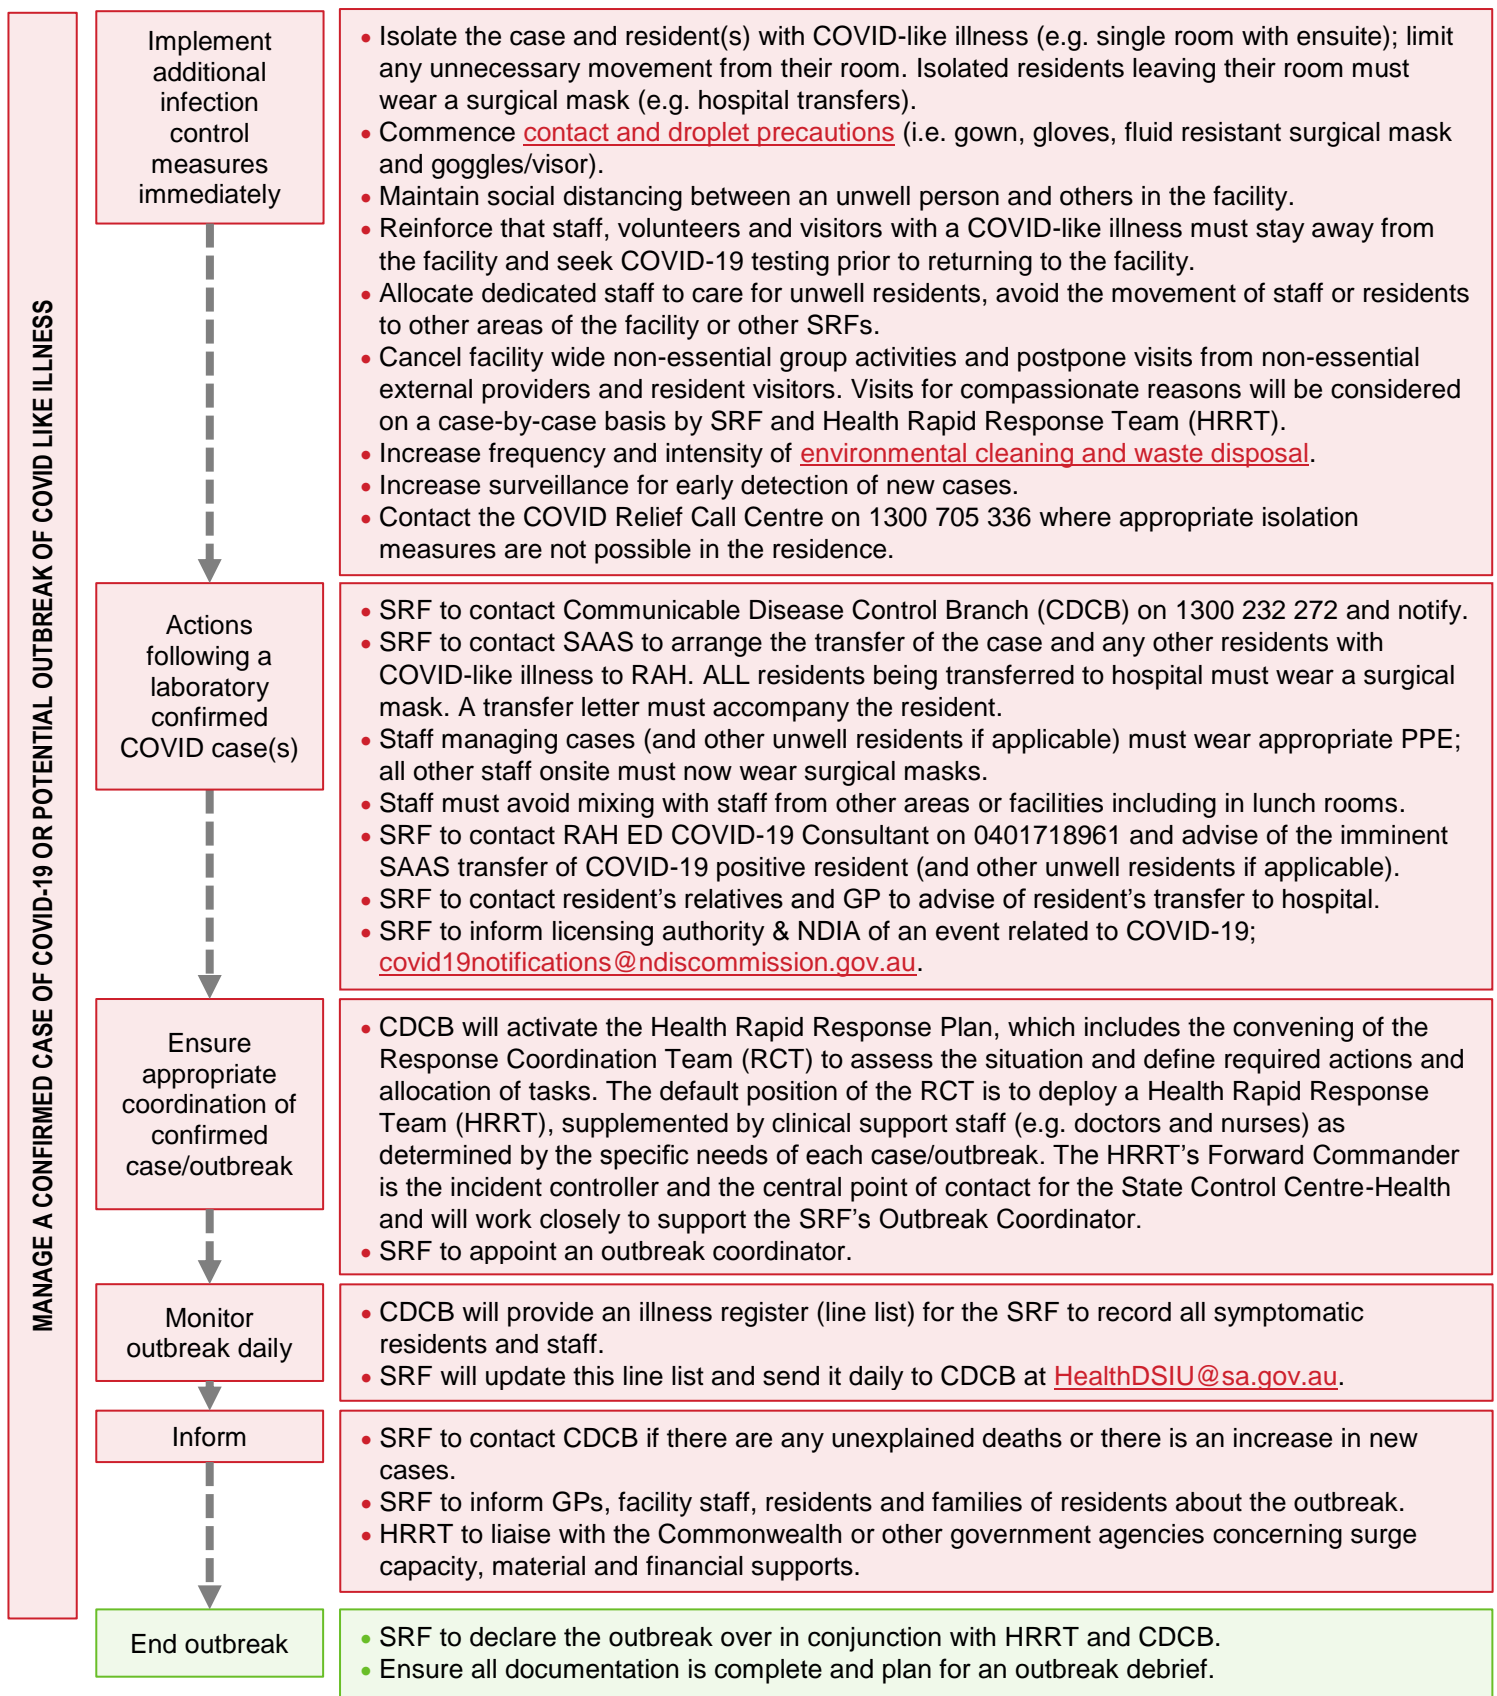 MANAGE A CONFIRMED CASE OF COVID-19 OR POTENTIAL OUTBREAK OF COVID LIKE ILLNESS
Implement
additional
infection
control
measures
immediately
• Isolate the case and resident(s) with COVID-like illness (e.g. single room with ensuite); limit
any unnecessary movement from their room. Isolated residents leaving their room must
wear a surgical mask (e.g. hospital transfers).
• Commence contact and droplet precautions (i.e. gown, gloves, fluid resistant surgical mask
and goggles/visor).
• Maintain social distancing between an unwell person and others in the facility.
• Reinforce that staff, volunteers and visitors with a COVID-like illness must stay away from
the facility and seek COVID-19 testing prior to returning to the facility.
• Allocate dedicated staff to care for unwell residents, avoid the movement of staff or residents
to other areas of the facility or other SRFs.
• Cancel facility wide non-essential group activities and postpone visits from non-essential
external providers and resident visitors. Visits for compassionate reasons will be considered
on a case-by-case basis by SRF and Health Rapid Response Team (HRRT).
• Increase frequency and intensity of environmental cleaning and waste disposal.
• Increase surveillance for early detection of new cases.
• Contact the COVID Relief Call Centre on 1300 705 336 where appropriate isolation
measures are not possible in the residence.
Actions
following a
laboratory
confirmed
COVID case(s)
• SRF to contact Communicable Disease Control Branch (CDCB) on 1300 232 272 and notify.
• SRF to contact SAAS to arrange the transfer of the case and any other residents with
COVID-like illness to RAH. ALL residents being transferred to hospital must wear a surgical
mask. A transfer letter must accompany the resident.
• Staff managing cases (and other unwell residents if applicable) must wear appropriate PPE;
all other staff onsite must now wear surgical masks.
• Staff must avoid mixing with staff from other areas or facilities including in lunch rooms.
• SRF to contact RAH ED COVID-19 Consultant on 0401718961 and advise of the imminent
SAAS transfer of COVID-19 positive resident (and other unwell residents if applicable).
• SRF to contact resident's relatives and GP to advise of resident's transfer to hospital.
• SRF to inform licensing authority & NDIA of an event related to COVID-19;
covid19notifications@ndiscommission.gov.au.
Ensure
appropriate
coordination of
confirmed
case/outbreak
• CDCB will activate the Health Rapid Response Plan, which includes the convening of the
Response Coordination Team (RCT) to assess the situation and define required actions and
allocation of tasks. The default position of the RCT is to deploy a Health Rapid Response
Team (HRRT), supplemented by clinical support staff (e.g. doctors and nurses) as
determined by the specific needs of each case/outbreak. The HRRT's Forward Commander
is the incident controller and the central point of contact for the State Control Centre-Health
and will work closely to support the SRF's Outbreak Coordinator.
• SRF to appoint an outbreak coordinator.
Monitor
outbreak daily
• CDCB will provide an illness register (line list) for the SRF to record all symptomatic
residents and staff.
• SRF will update this line list and send it daily to CDCB at HealthDSIU@sa.gov.au.
Inform
• SRF to contact CDCB if there are any unexplained deaths or there is an increase in new
cases.
• SRF to inform GPs, facility staff, residents and families of residents about the outbreak.
• HRRT to liaise with the Commonwealth or other government agencies concerning surge
capacity, material and financial supports.
End outbreak
• SRF to declare the outbreak over in conjunction with HRRT and CDCB.
• Ensure all documentation is complete and plan for an outbreak debrief.